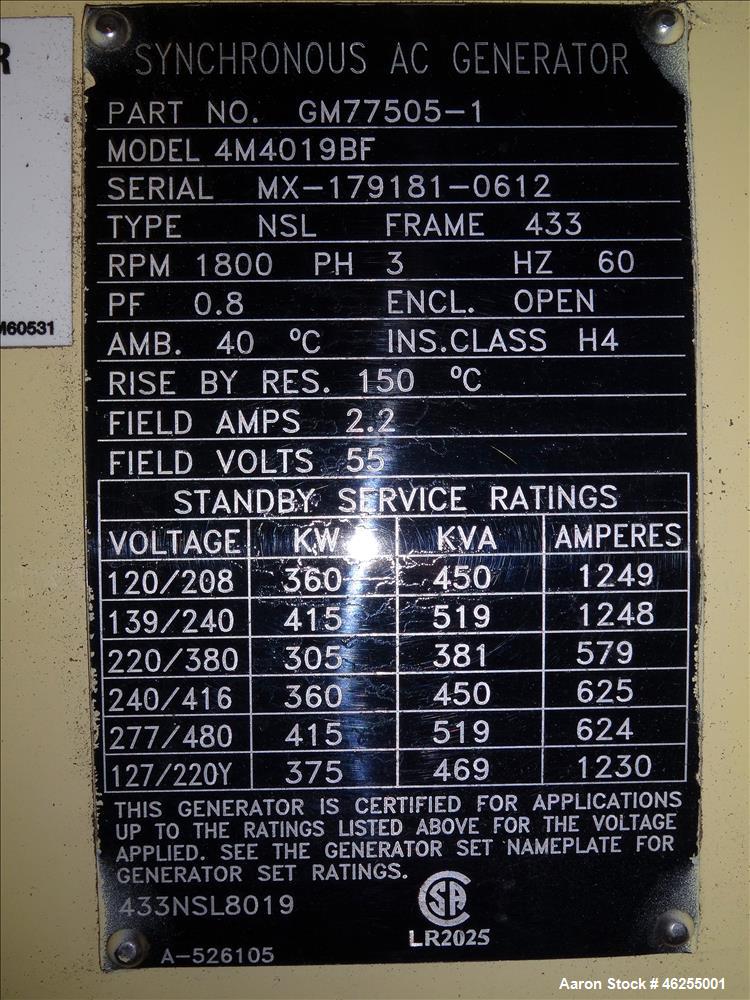 R
M60531
SYNCHRONOUS AC GENERATOR
PART NO. GM77505-1
MODEL 4M4019BF
SERIAL MX-179181-0612
TYPE NSL FRAME 433
RPM 1800 PH 3 HZ 60
PF 0.8 ENCL. OPEN
AMB. 40 ºC INS.CLASS H4
RISE BY RES. 150 ºC
FIELD AMPS 2.2
FIELD VOLTS 55
STANDBY SERVICE RATINGS
VOLTAGE KW KVA AMPERES
120/208 360 450 1249
139/240 415 519 1248
220/380 305 381 579
240/416 360 450 625
277/480 415 519 624
127/220Y 375 469 1230
THIS GENERATOR IS CERTIFIED FOR APPLICATIONS
UP TO THE RATINGS LISTED ABOVE FOR THE VOLTAGE
APPLIED. SEE THE GENERATOR SET NAMEPLATE FOR
GENERATOR SET RATINGS.
433NSL8019
CSA
LR2025
A-526105
Aaron Stock # 46255001